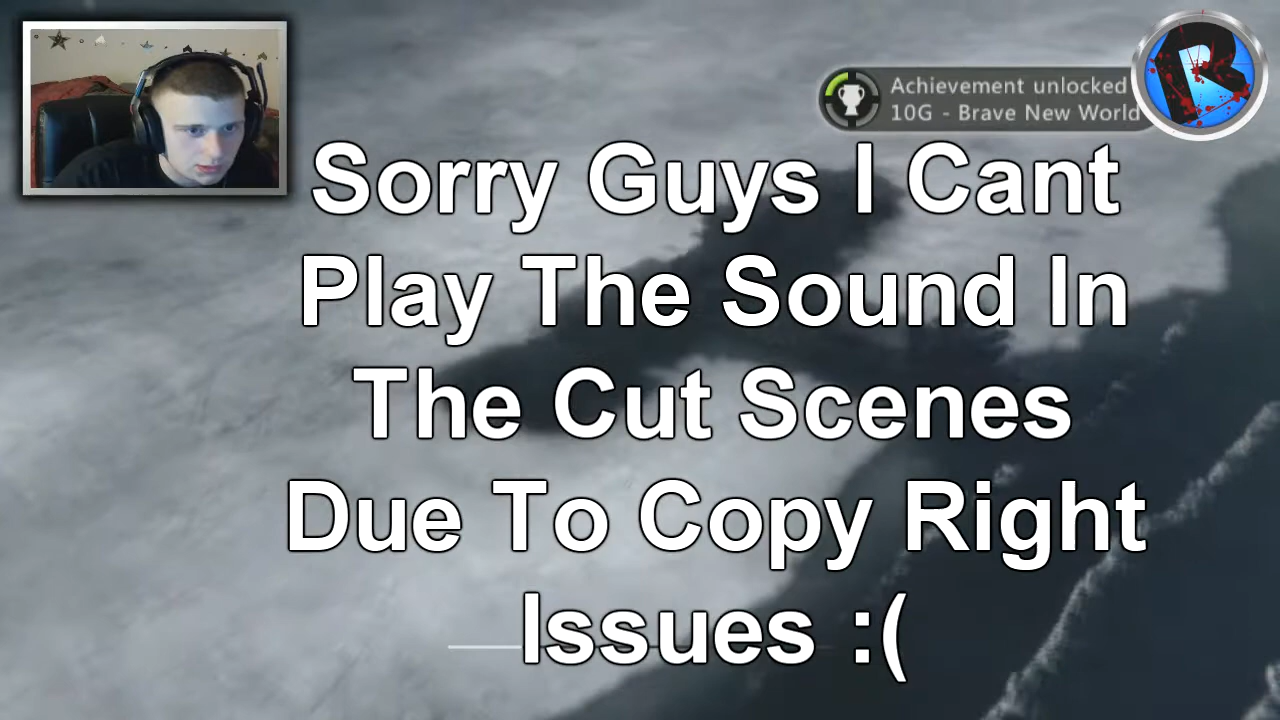 Achievement unlocked
10G - Brave New World
R
Sorry Guys I Cant
Play The Sound In
The Cut Scenes
Due To Copy Right
Issues :(